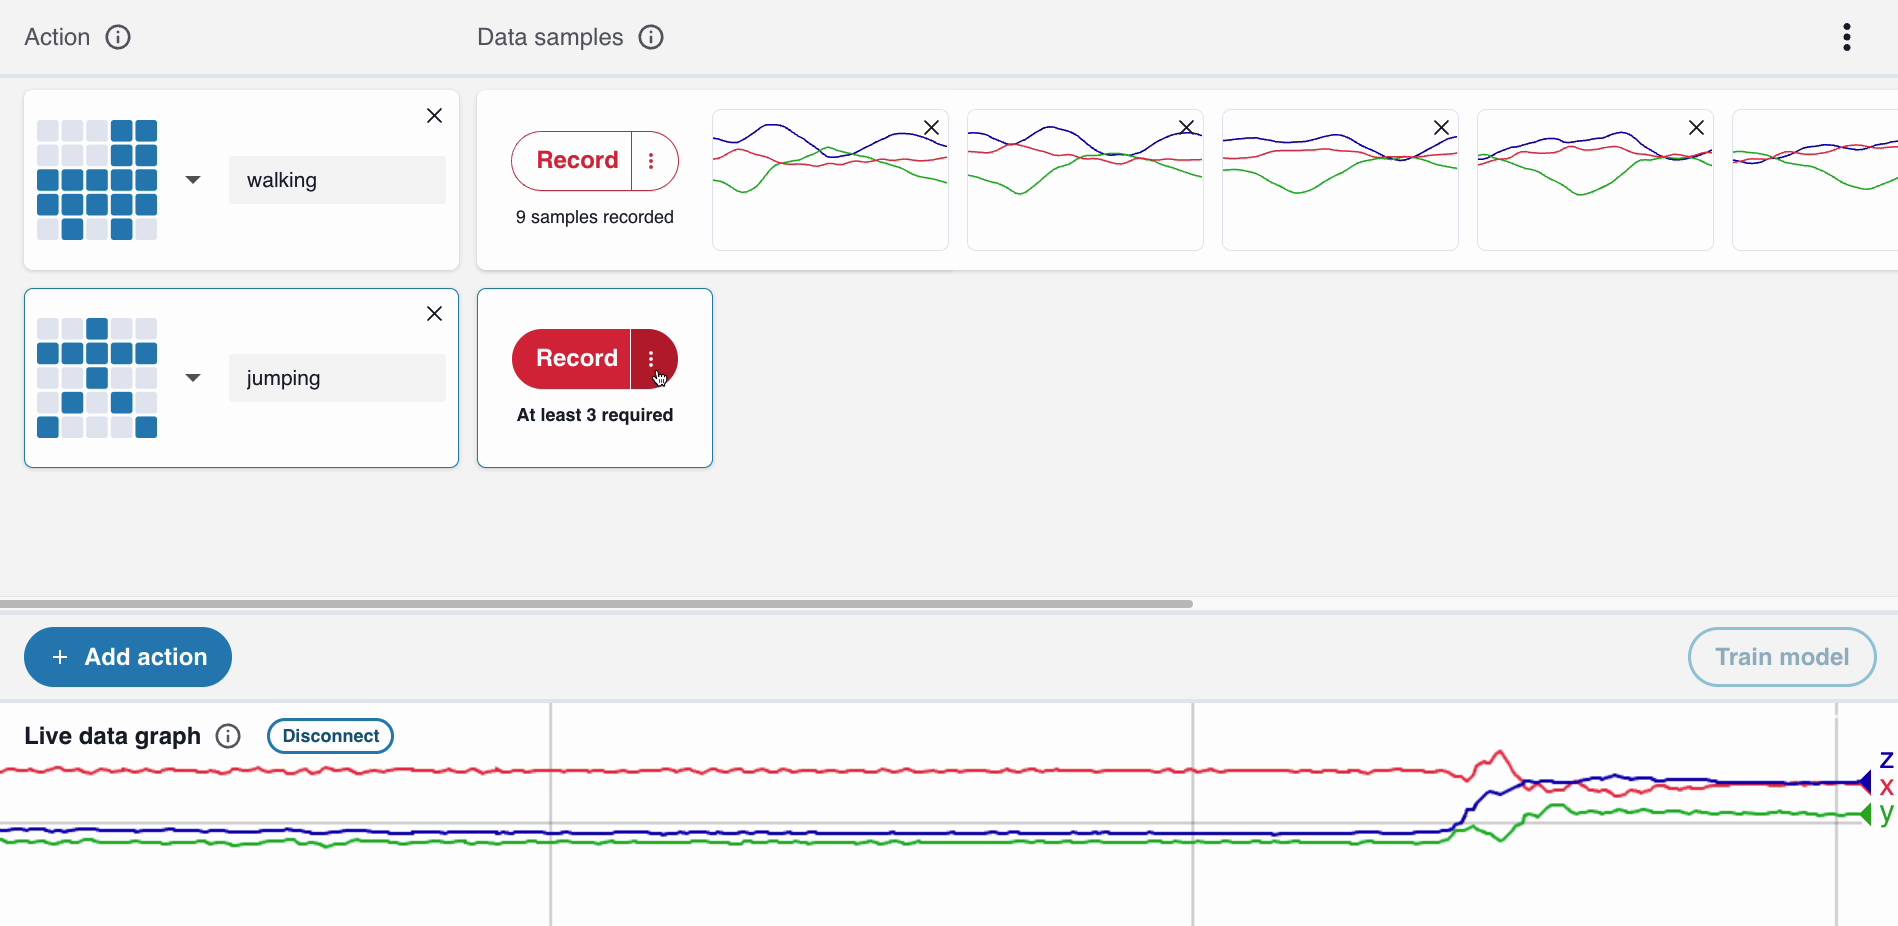 Action
Data samples
walking
Record
9 samples recorded
jumping
Record
At least 3 required
+ Add action
Train model
Live data graph
Disconnect
z
x
y